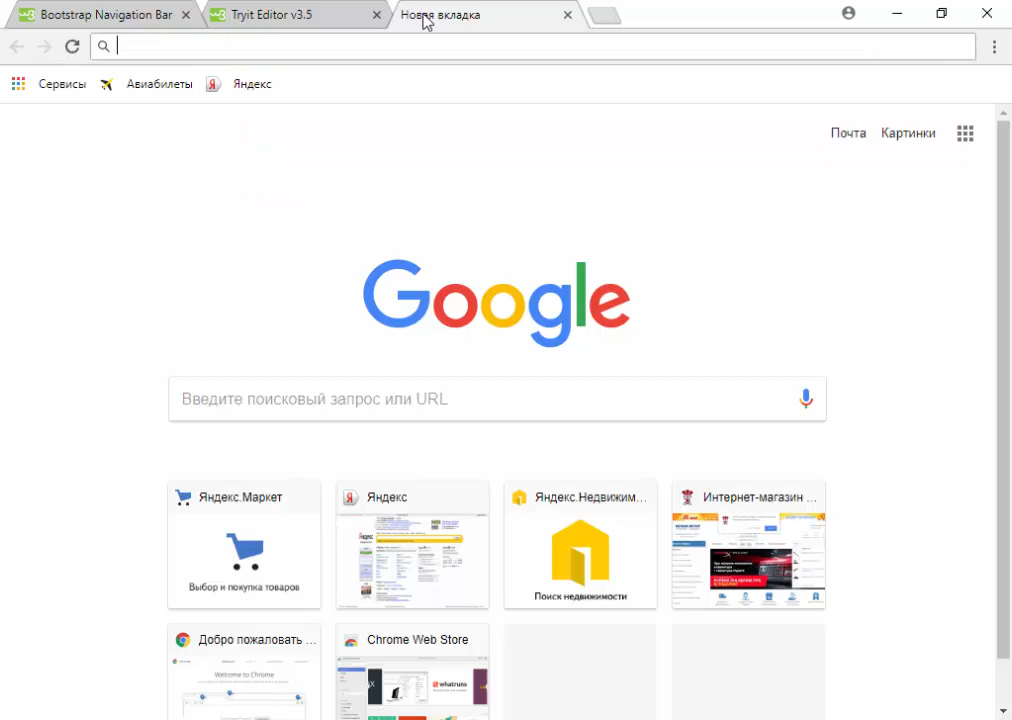 Bootstrap Navigation Bar
Tryit Editor v3.5
Новая вкладка
Сервисы
Авиабилеты
Яндекс
Почта
Картинки
Google
Введите поисковый запрос или URL
Яндекс.Маркет
Яндекс
Яндекс.Недвижим...
Интернет-магазин ...
Выбор и покупка товаров
Поиск недвижимости
Добро пожаловать ...
Chrome Web Store
Welcome to Chrome
whatruns